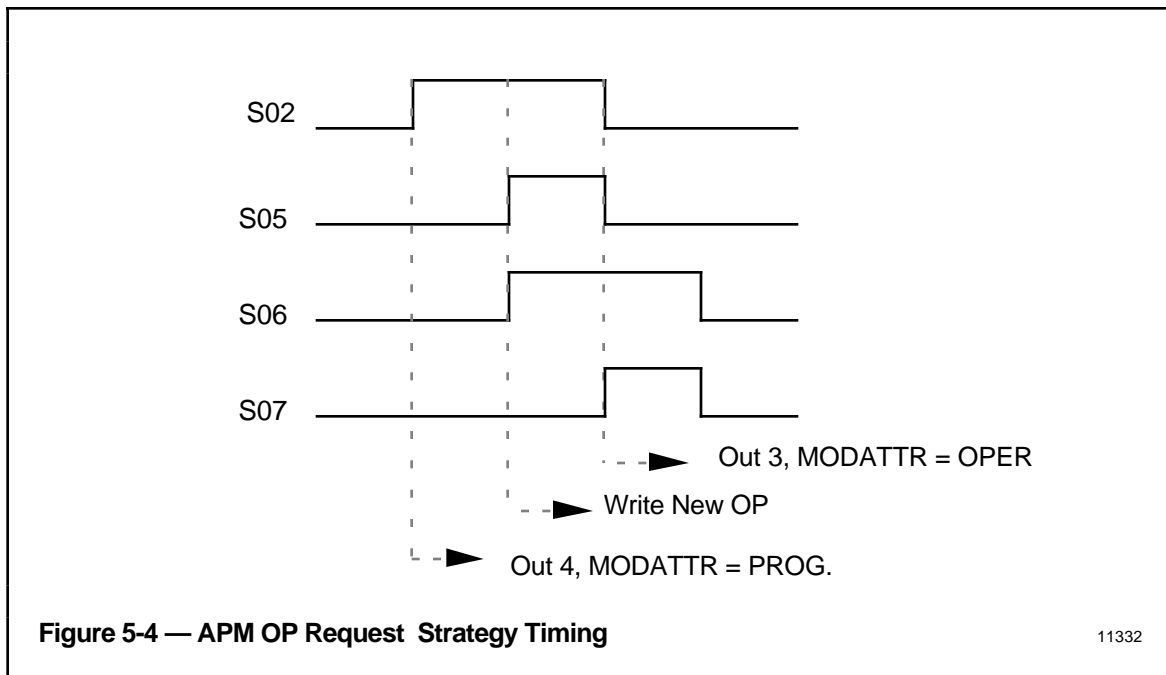 S02
S05
S06
S07
Out 3, MODATTR = OPER
Write New OP
Out 4, MODATTR = PROG.
Figure 5-4 — APM OP Request Strategy Timing
11332